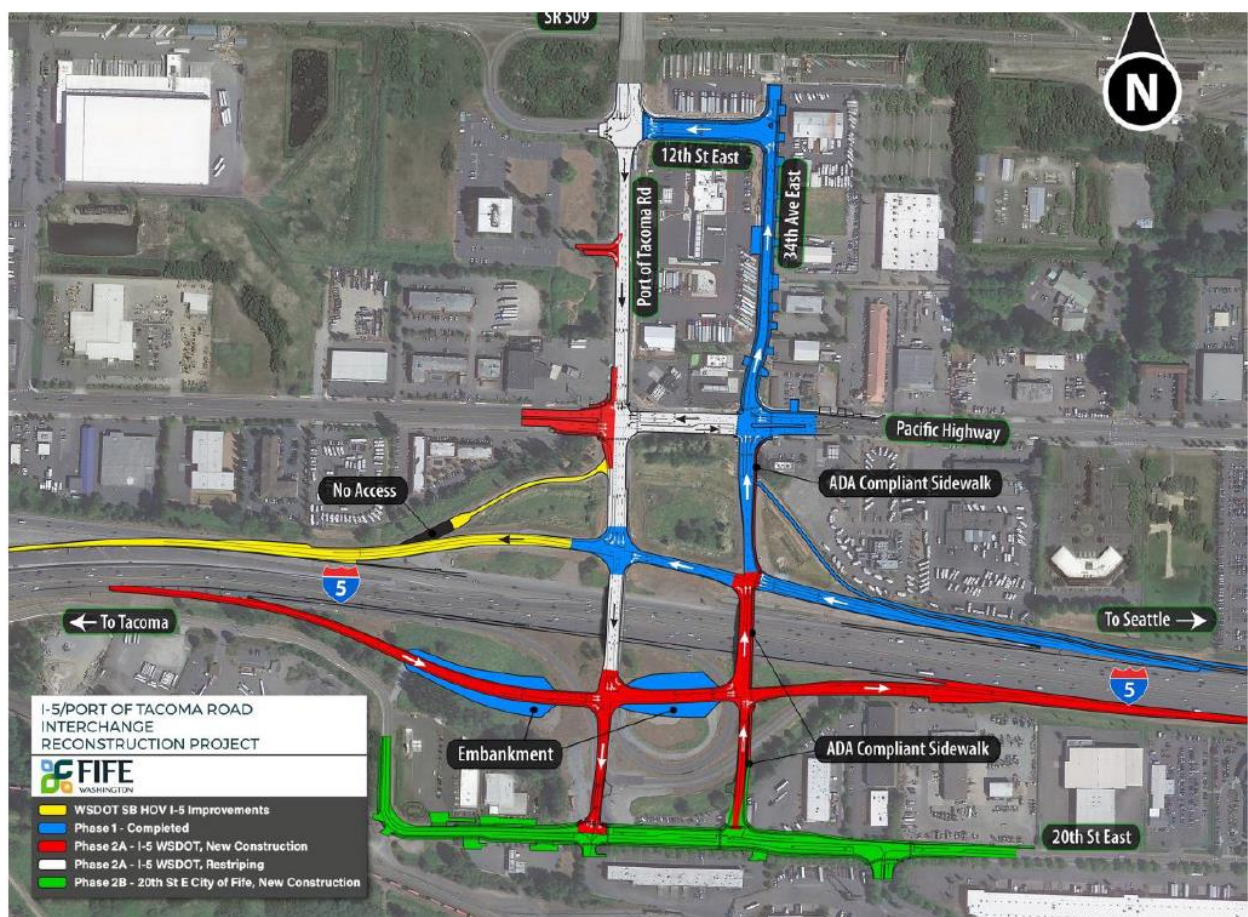 SR 509
N
12th St East
34th Ave East
Port of Tacoma Rd
Pacific Highway
No Access
ADA Compliant Sidewalk
5
To Tacoma
To Seattle
5
Embankment
ADA Compliant Sidewalk
20th St East
I-5/PORT OF TACOMA ROAD
INTERCHANGE
RECONSTRUCTION PROJECT
FIFE
WASHINGTON
WSDOT SB HOV I-5 Improvements
Phase 1 - Completed
Phase 2A - I-5 WSDOT, New Construction
Phase 2A - I-5 WSDOT, Restriping
Phase 2B - 20th St E City of Fife, New Construction